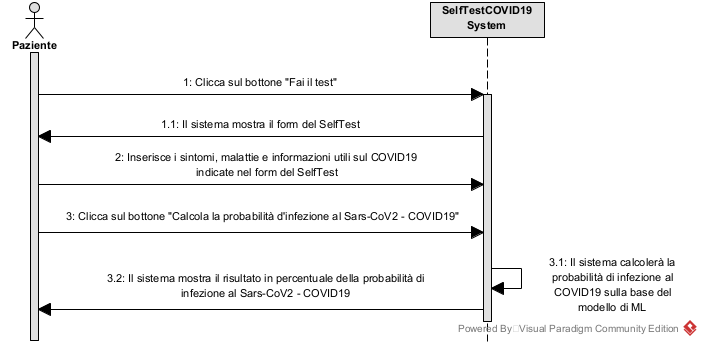 SelfTestCOVID19
System
Paziente
1: Clicca sul bottone "Fai il test"
1.1: Il sistema mostra il form del SelfTest
2: Inserisce i sintomi, malattie e informazioni utili sul COVID19
indicate nel form del SelfTest
3: Clicca sul bottone "Calcola la probabilità d'infezione al Sars-CoV2 - COVID19"
3.1: Il sistema calcolerà la
probabilità di infezione al
COVID19 sulla base del
modello di ML
3.2: Il sistema mostra il risultato in percentuale della probabilità di
infezione al Sars-CoV2 - COVID19
Powered By Visual Paradigm Community Edition